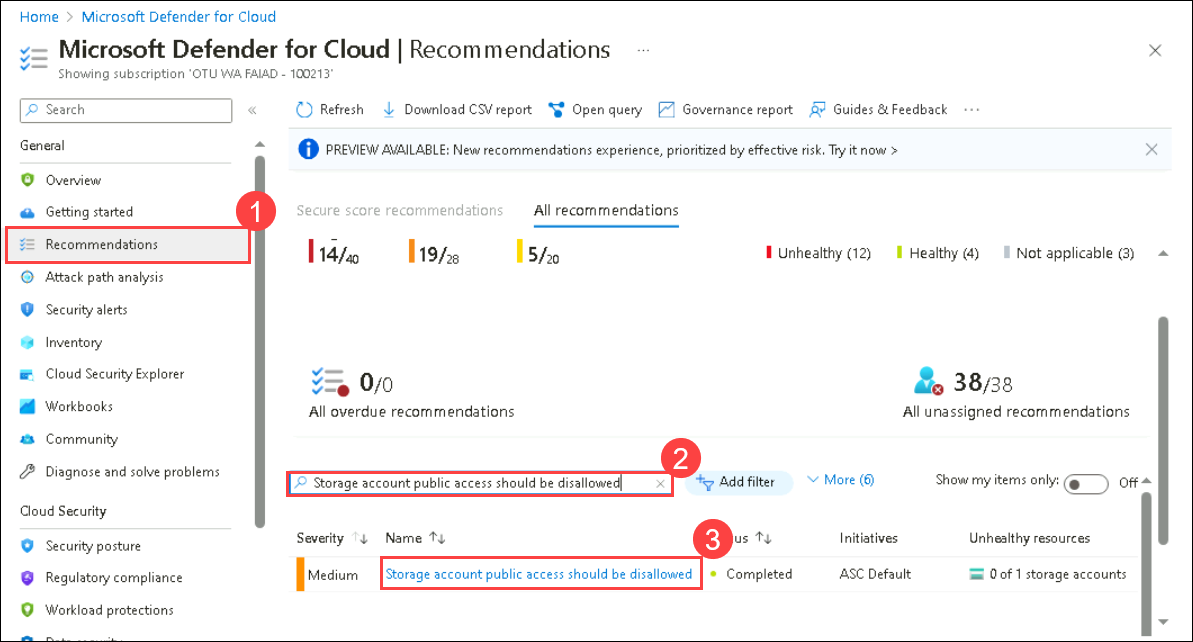 Home > Microsoft Defender for Cloud
Microsoft Defender for Cloud | Recommendations ...
Showing subscription 'OTU WA FAIAD - 100213'
Search
«
Refresh Download CSV report Open query Governance report Guides & Feedback ...
General
PREVIEW AVAILABLE: New recommendations experience, prioritized by effective risk. Try it now >
Overview
Getting started
1
Secure score recommendations All recommendations
Recommendations
14/40 19/28 5/20 Unhealthy (12) Healthy (4) Not applicable (3)
Attack path analysis
Security alerts
Inventory
Cloud Security Explorer
0/0 38/38
Workbooks
All overdue recommendations All unassigned recommendations
Community
2
Diagnose and solve problems
Storage account public access should be disallowed Add filter More (6) Show my items only: Off
Cloud Security
3
Severity ↑↓ Name ↑↓ us ↑↓ Initiatives Unhealthy resources
Security posture
Medium Storage account public access should be disallowed Completed ASC Default 0 of 1 storage accounts
Regulatory compliance
Workload protections